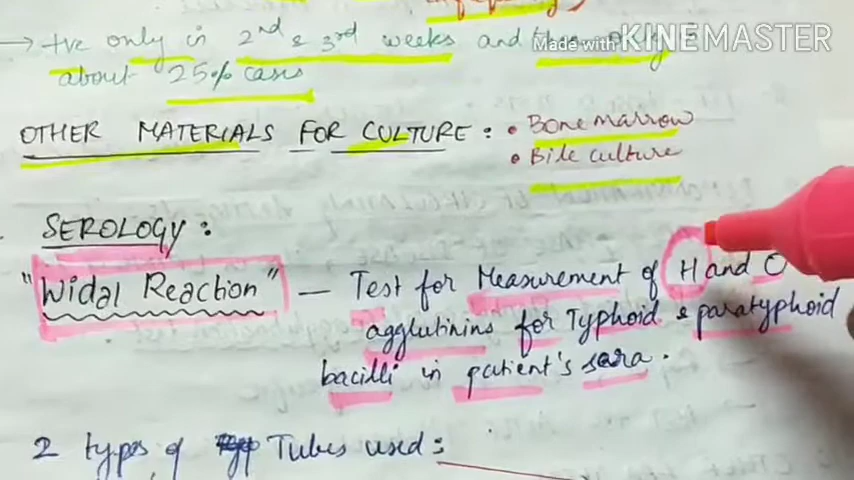 → +ve only in 2nd & 3rd weeks and
about 25% cases
Made with KINEMASTER
OTHER MATERIALS FOR CULTURE : • Bone marrow
• Bile culture
SEROLOGY :
"Widal Reaction" — Test for Measurement of H and O
agglutinins for Typhoid & paratyphoid
bacilli in patient's sera.
2 types of Tubes used :